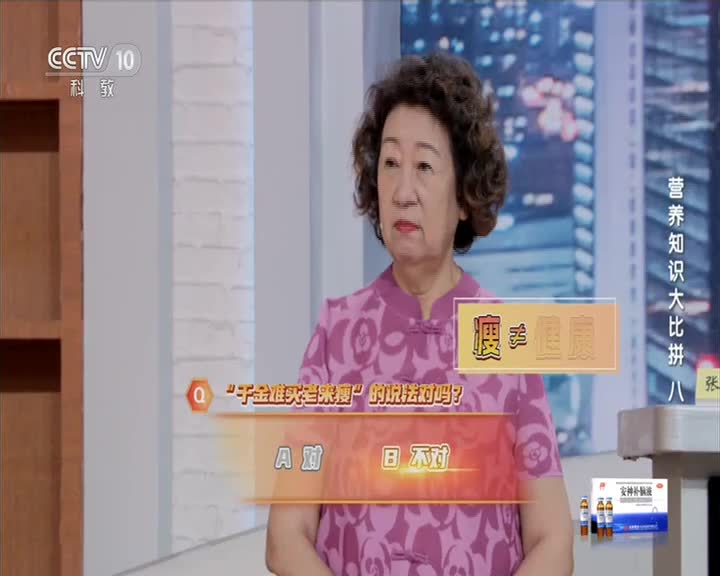 CCTV 10
科教
营养知识大比拼 八
瘦≠健康
Q "千金难买老来瘦"的说法对吗？
A 对 B 不对
张
安神补脑液